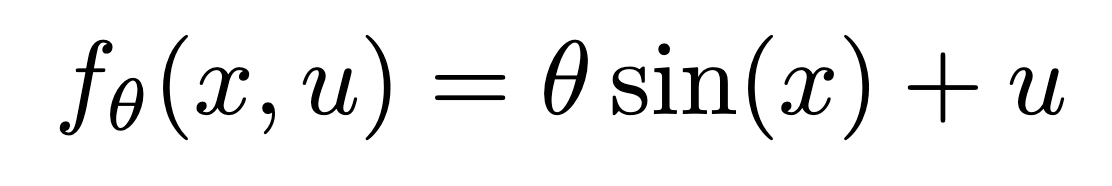 f_θ(x, u) = θ sin(x) + u